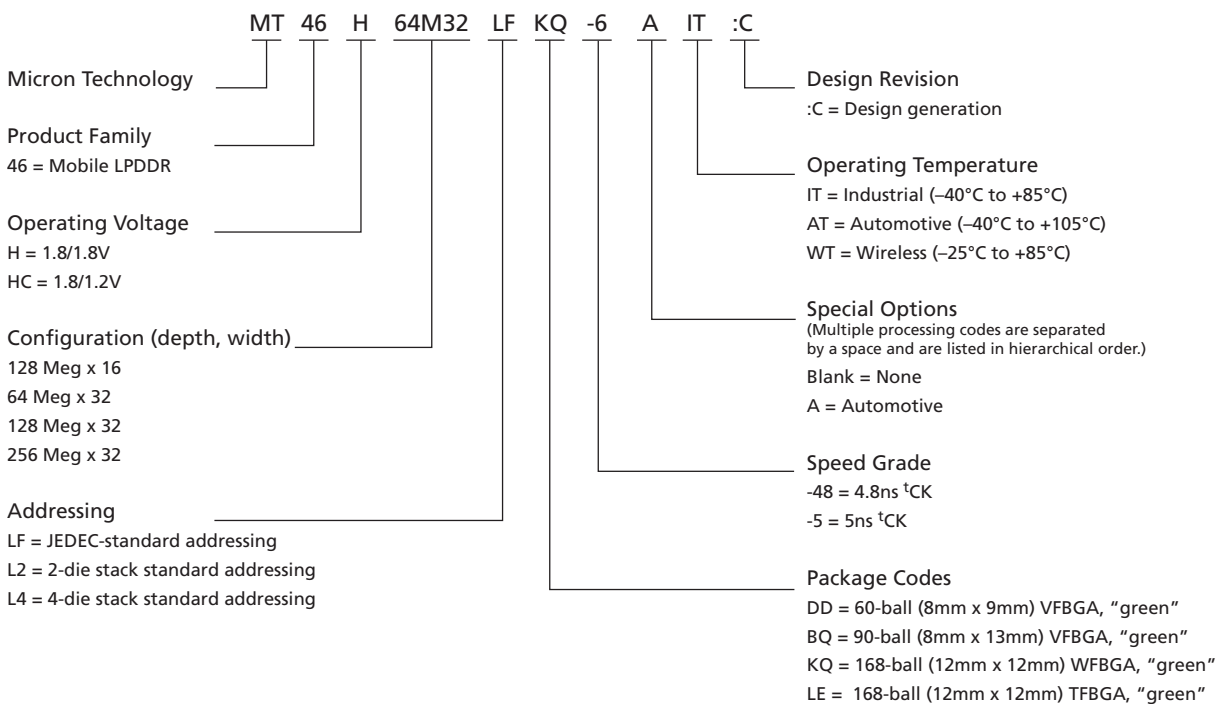 MT 46 H 64M32 LF KQ -6 A IT :C
Micron Technology
Product Family
46 = Mobile LPDDR
Operating Voltage
H = 1.8/1.8V
HC = 1.8/1.2V
Configuration (depth, width)
128 Meg x 16
64 Meg x 32
128 Meg x 32
256 Meg x 32
Addressing
LF = JEDEC-standard addressing
L2 = 2-die stack standard addressing
L4 = 4-die stack standard addressing
Design Revision
:C = Design generation
Operating Temperature
IT = Industrial (–40°C to +85°C)
AT = Automotive (–40°C to +105°C)
WT = Wireless (–25°C to +85°C)
Special Options
(Multiple processing codes are separated
by a space and are listed in hierarchical order.)
Blank = None
A = Automotive
Speed Grade
-48 = 4.8ns tCK
-5 = 5ns tCK
Package Codes
DD = 60-ball (8mm x 9mm) VFBGA, “green”
BQ = 90-ball (8mm x 13mm) VFBGA, “green”
KQ = 168-ball (12mm x 12mm) WFBGA, “green”
LE = 168-ball (12mm x 12mm) TFBGA, “green”